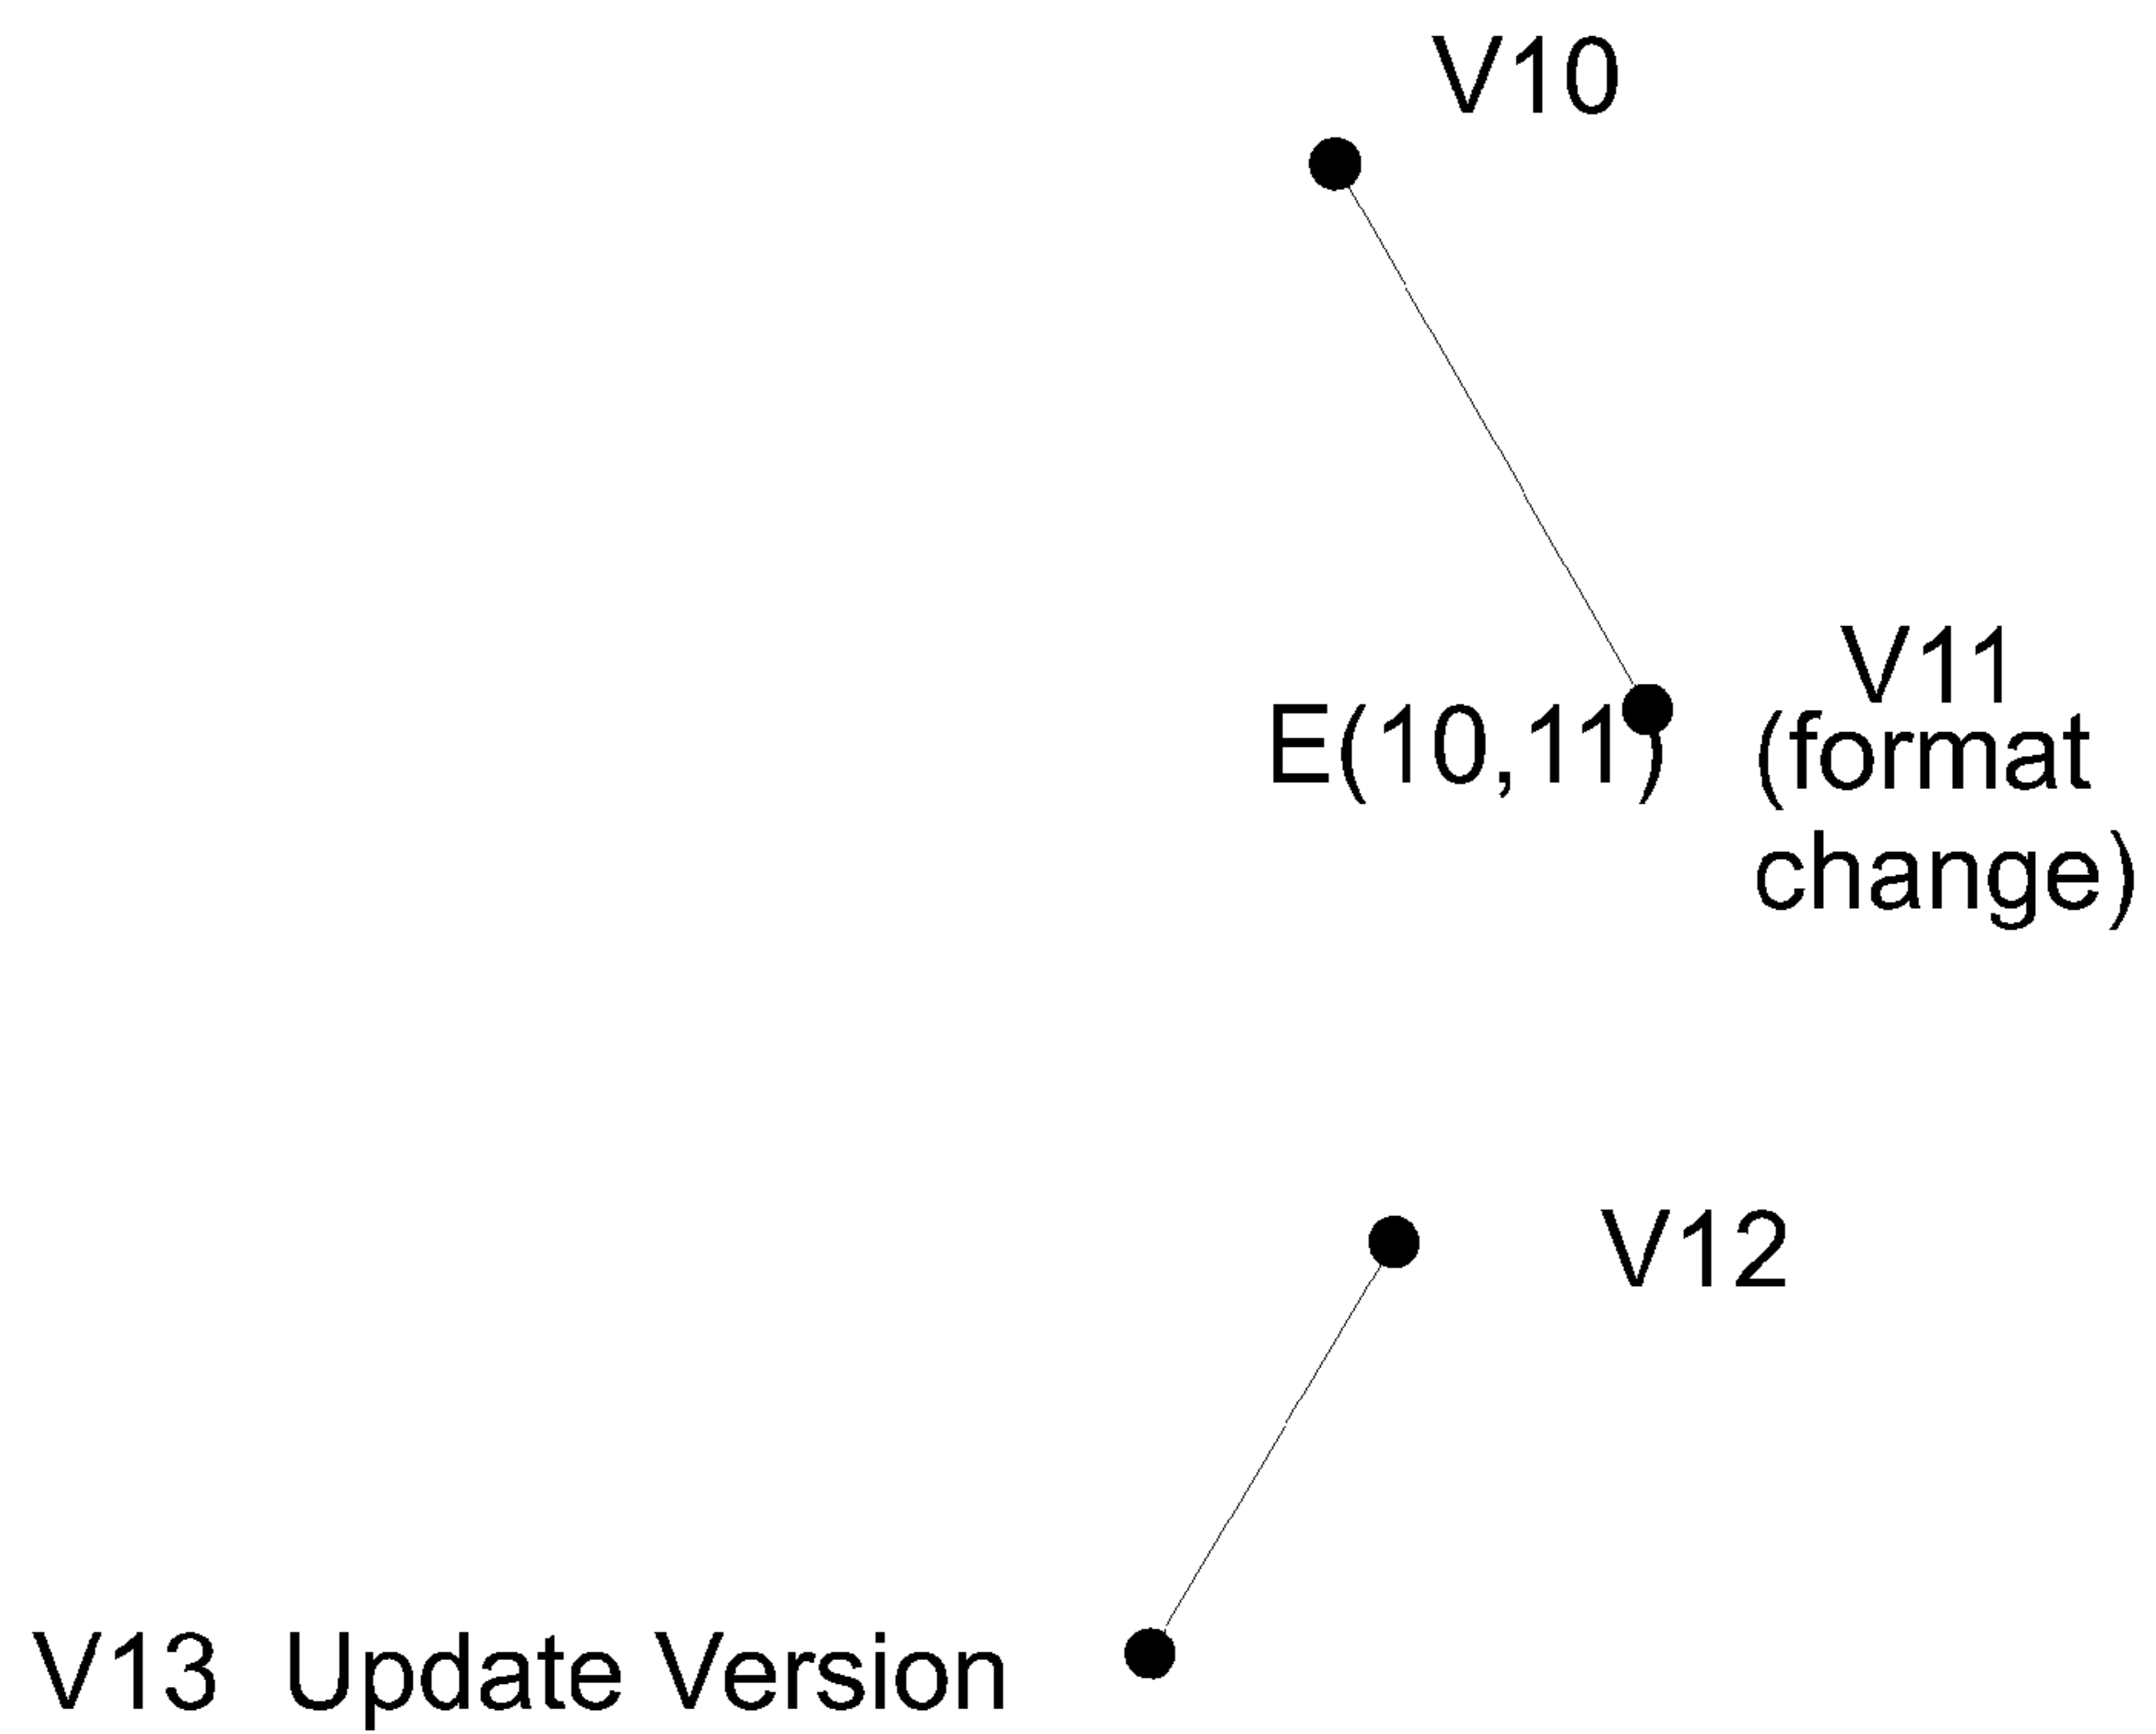 V10
V11
E(10,11)
(format
change)
V12
V13 Update Version